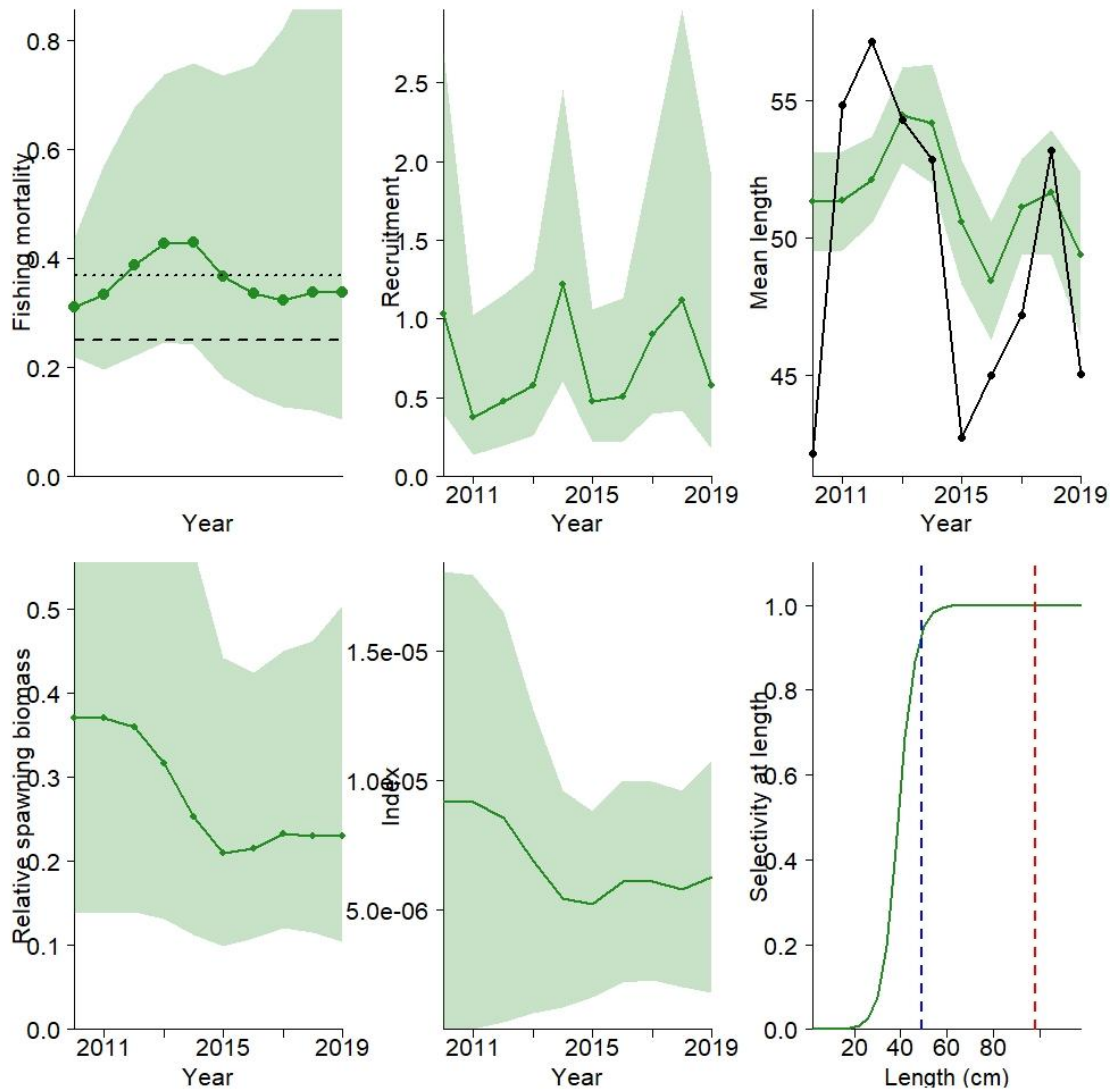 Fishing mortality
0.8
0.6
0.4
0.2
0.0
Year
Recruitment
2.5
2.0
1.5
1.0
0.5
0.0
2011 2015 2019
Year
Mean length
55
50
45
2011 2015 2019
Year
Relative spawning biomass
0.5
0.4
0.3
0.2
0.1
0.0
2011 2015 2019
Year
Index
1.5e-05
1.0e-05
5.0e-06
2011 2015 2019
Year
Selectivity at length
1.0
0.8
0.6
0.4
0.2
0.0
20 40 60 80
Length (cm)